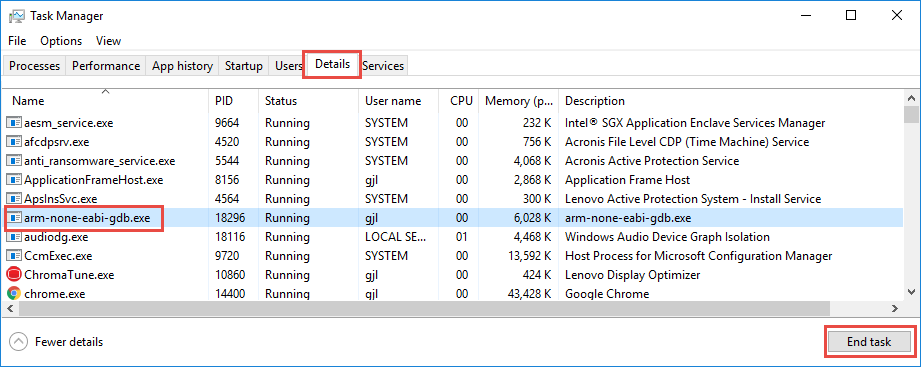 Task Manager
File Options View
Processes Performance App history Startup Users Details Services
Name PID Status User name CPU Memory (p... Description
aesm_service.exe 9664 Running SYSTEM 00 232 K Intel® SGX Application Enclave Services Manager
afcdpsrv.exe 4520 Running SYSTEM 00 756 K Acronis File Level CDP (Time Machine) Service
anti_ransomware_service.exe 5544 Running SYSTEM 00 4,068 K Acronis Active Protection Service
ApplicationFrameHost.exe 8156 Running gjl 00 2,868 K Application Frame Host
ApsInsSvc.exe 4564 Running SYSTEM 00 300 K Lenovo Active Protection System - Install Service
arm-none-eabi-gdb.exe 18296 Running gjl 00 6,028 K arm-none-eabi-gdb.exe
audiodg.exe 18116 Running LOCAL SE... 01 4,468 K Windows Audio Device Graph Isolation
CcmExec.exe 9720 Running SYSTEM 00 13,592 K Host Process for Microsoft Configuration Manager
ChromaTune.exe 10860 Running gjl 00 424 K Lenovo Display Optimizer
chrome.exe 14400 Running gjl 00 43,428 K Google Chrome
Fewer details End task